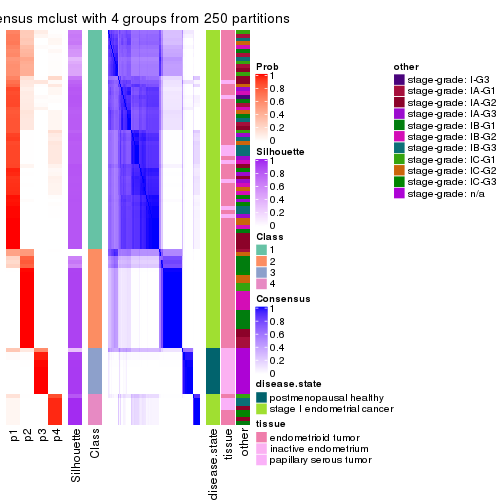 ensus mclust with 4 groups from 250 partitions
Prob
1
0.8
0.6
0.4
0.2
0
Silhouette
1
0.8
0.6
0.4
0.2
0
Class
1
2
3
4
Consensus
1
0.8
0.6
0.4
0.2
0
disease.state
postmenopausal healthy
stage I endometrial cancer
tissue
endometrioid tumor
inactive endometrium
papillary serous tumor
other
stage-grade: I-G3
stage-grade: IA-G1
stage-grade: IA-G2
stage-grade: IA-G3
stage-grade: IB-G1
stage-grade: IB-G2
stage-grade: IB-G3
stage-grade: IC-G1
stage-grade: IC-G2
stage-grade: IC-G3
stage-grade: n/a
p1
p2
p3
p4
Silhouette
Class
disease.state
tissue
other